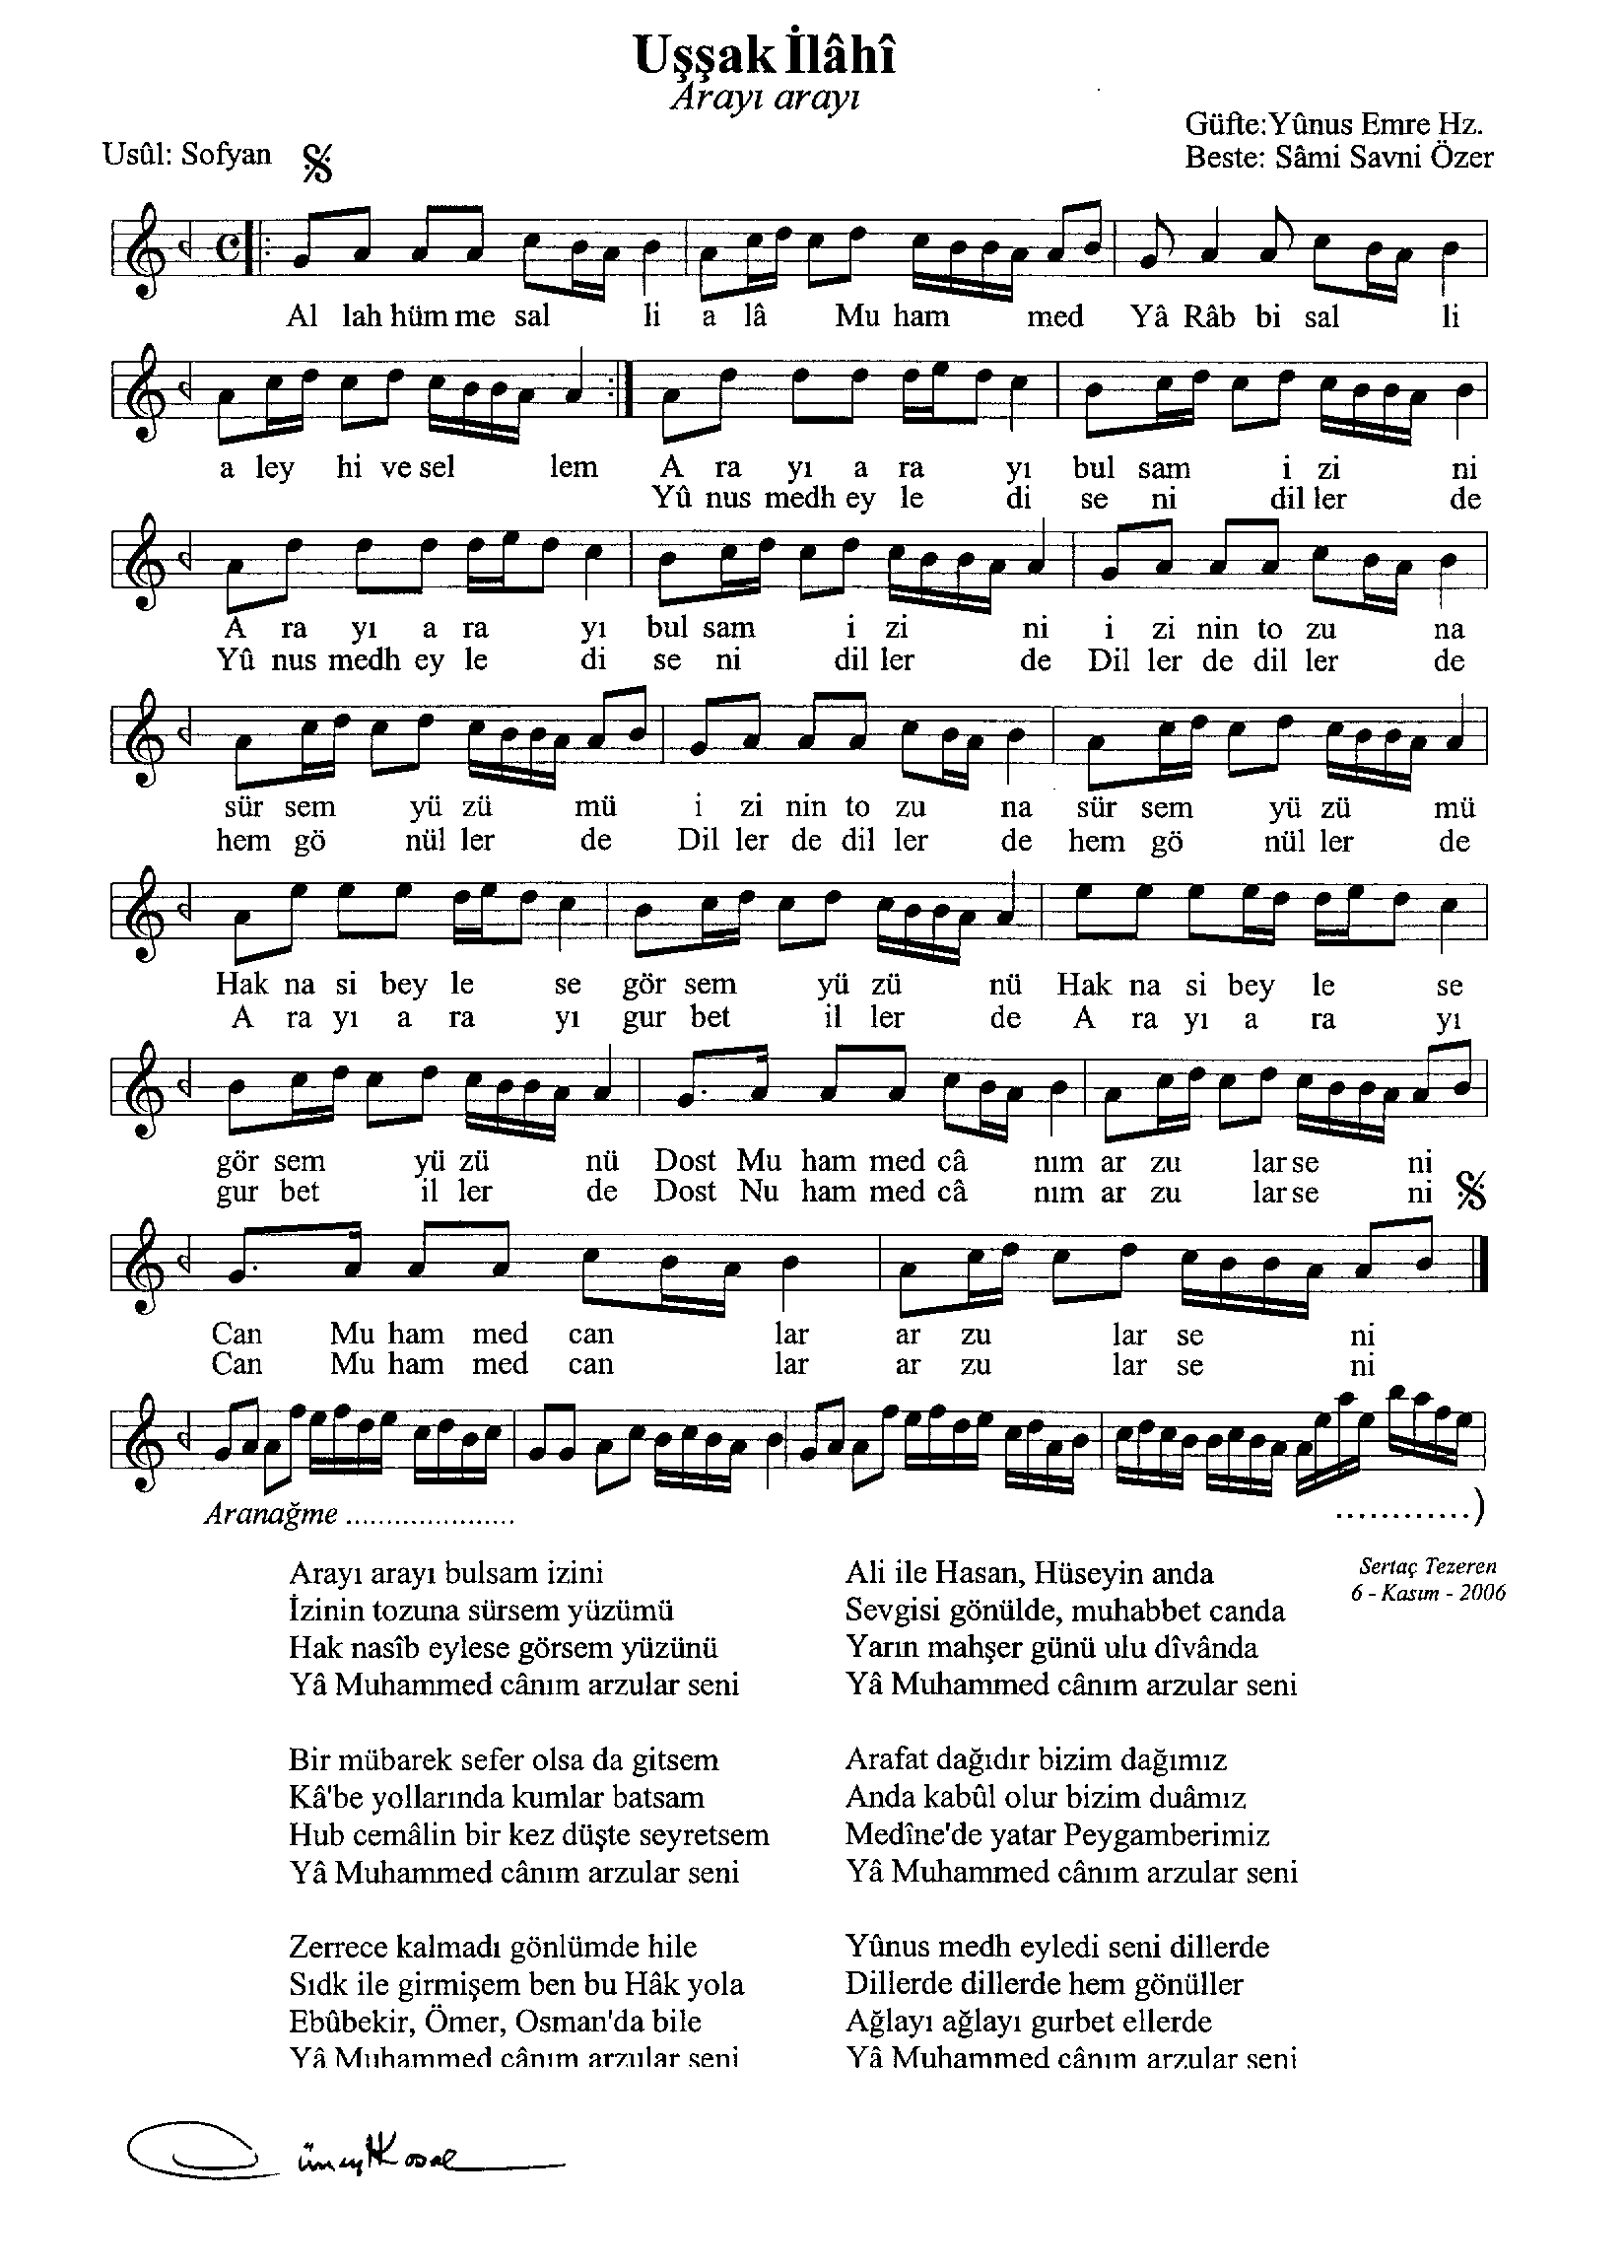 Uşşak İlâhî
Arayı arayı
Usûl: Sofyan
Güfte:Yûnus Emre Hz.
Beste: Sâmi Savni Özer
Al lah hüm me sal li a lâ Mu ham med Yâ Râb bi sal li
a ley hi ve sel lem A ra yı a ra yı bul sam i zi ni
Yû nus medh ey le di se ni dil ler de
A ra yı a ra yı bul sam i zi ni i zi nin to zu na
Yû nus medh ey le di se ni dil ler de Dil ler de dil ler de
sür sem yü zü mü i zi nin to zu na sür sem yü zü mü
hem gö nül ler de Dil ler de dil ler de hem gö nül ler de
Hak na si bey le se gör sem yü zü nü Hak na si bey le se
A ra yı a ra yı gur bet il ler de A ra yı a ra yı
gör sem yü zü nü Dost Mu ham med câ nım ar zu lar se ni
gur bet il ler de Dost Nu ham med câ nım ar zu lar se ni
Can Mu ham med can lar ar zu lar se ni
Can Mu ham med can lar ar zu lar se ni
Aranağme ..................... ............)
Sertaç Tezeren
6 - Kasım - 2006
Arayı arayı bulsam izini
İzinin tozuna sürsem yüzümü
Hak nasîb eylese görsem yüzünü
Yâ Muhammed cânım arzular seni
Bir mübarek sefer olsa da gitsem
Kâ'be yollarında kumlar batsam
Hub cemâlin bir kez düşte seyretsem
Yâ Muhammed cânım arzular seni
Zerrece kalmadı gönlümde hile
Sıdk ile girmişem ben bu Hâk yola
Ebûbekir, Ömer, Osman'da bile
Yâ Muhammed cânım arzular seni
Ali ile Hasan, Hüseyin anda
Sevgisi gönülde, muhabbet canda
Yarın mahşer günü ulu dîvânda
Yâ Muhammed cânım arzular seni
Arafat dağıdır bizim dağımız
Anda kabûl olur bizim duâmız
Medîne'de yatar Peygamberimiz
Yâ Muhammed cânım arzular seni
Yûnus medh eyledi seni dillerde
Dillerde dillerde hem gönüller
Ağlayı ağlayı gurbet ellerde
Yâ Muhammed cânım arzular seni